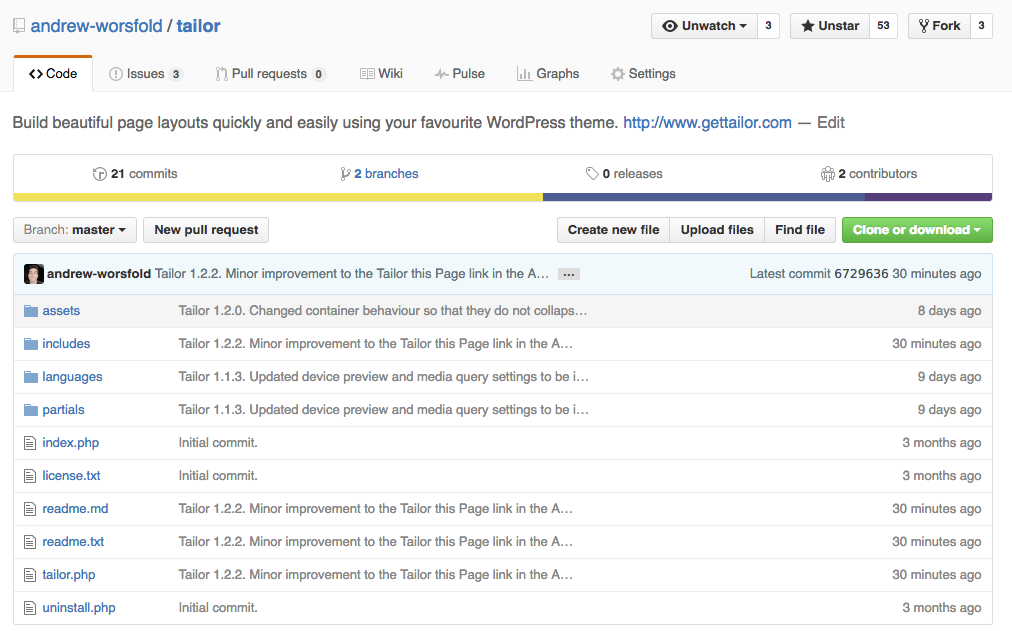 andrew-worsfold / tailor
Unwatch 3 Unstar 53 Fork 3
Code Issues 3 Pull requests 0 Wiki Pulse Graphs Settings
Build beautiful page layouts quickly and easily using your favourite WordPress theme. http://www.gettailor.com — Edit
21 commits 2 branches 0 releases 2 contributors
Branch: master New pull request Create new file Upload files Find file Clone or download
andrew-worsfold Tailor 1.2.2. Minor improvement to the Tailor this Page link in the A… … Latest commit 6729636 30 minutes ago
assets Tailor 1.2.0. Changed container behaviour so that they do not collaps… 8 days ago
includes Tailor 1.2.2. Minor improvement to the Tailor this Page link in the A… 30 minutes ago
languages Tailor 1.1.3. Updated device preview and media query settings to be i… 9 days ago
partials Tailor 1.1.3. Updated device preview and media query settings to be i… 9 days ago
index.php Initial commit. 3 months ago
license.txt Initial commit. 3 months ago
readme.md Tailor 1.2.2. Minor improvement to the Tailor this Page link in the A… 30 minutes ago
readme.txt Tailor 1.2.2. Minor improvement to the Tailor this Page link in the A… 30 minutes ago
tailor.php Tailor 1.2.2. Minor improvement to the Tailor this Page link in the A… 30 minutes ago
uninstall.php Initial commit. 3 months ago